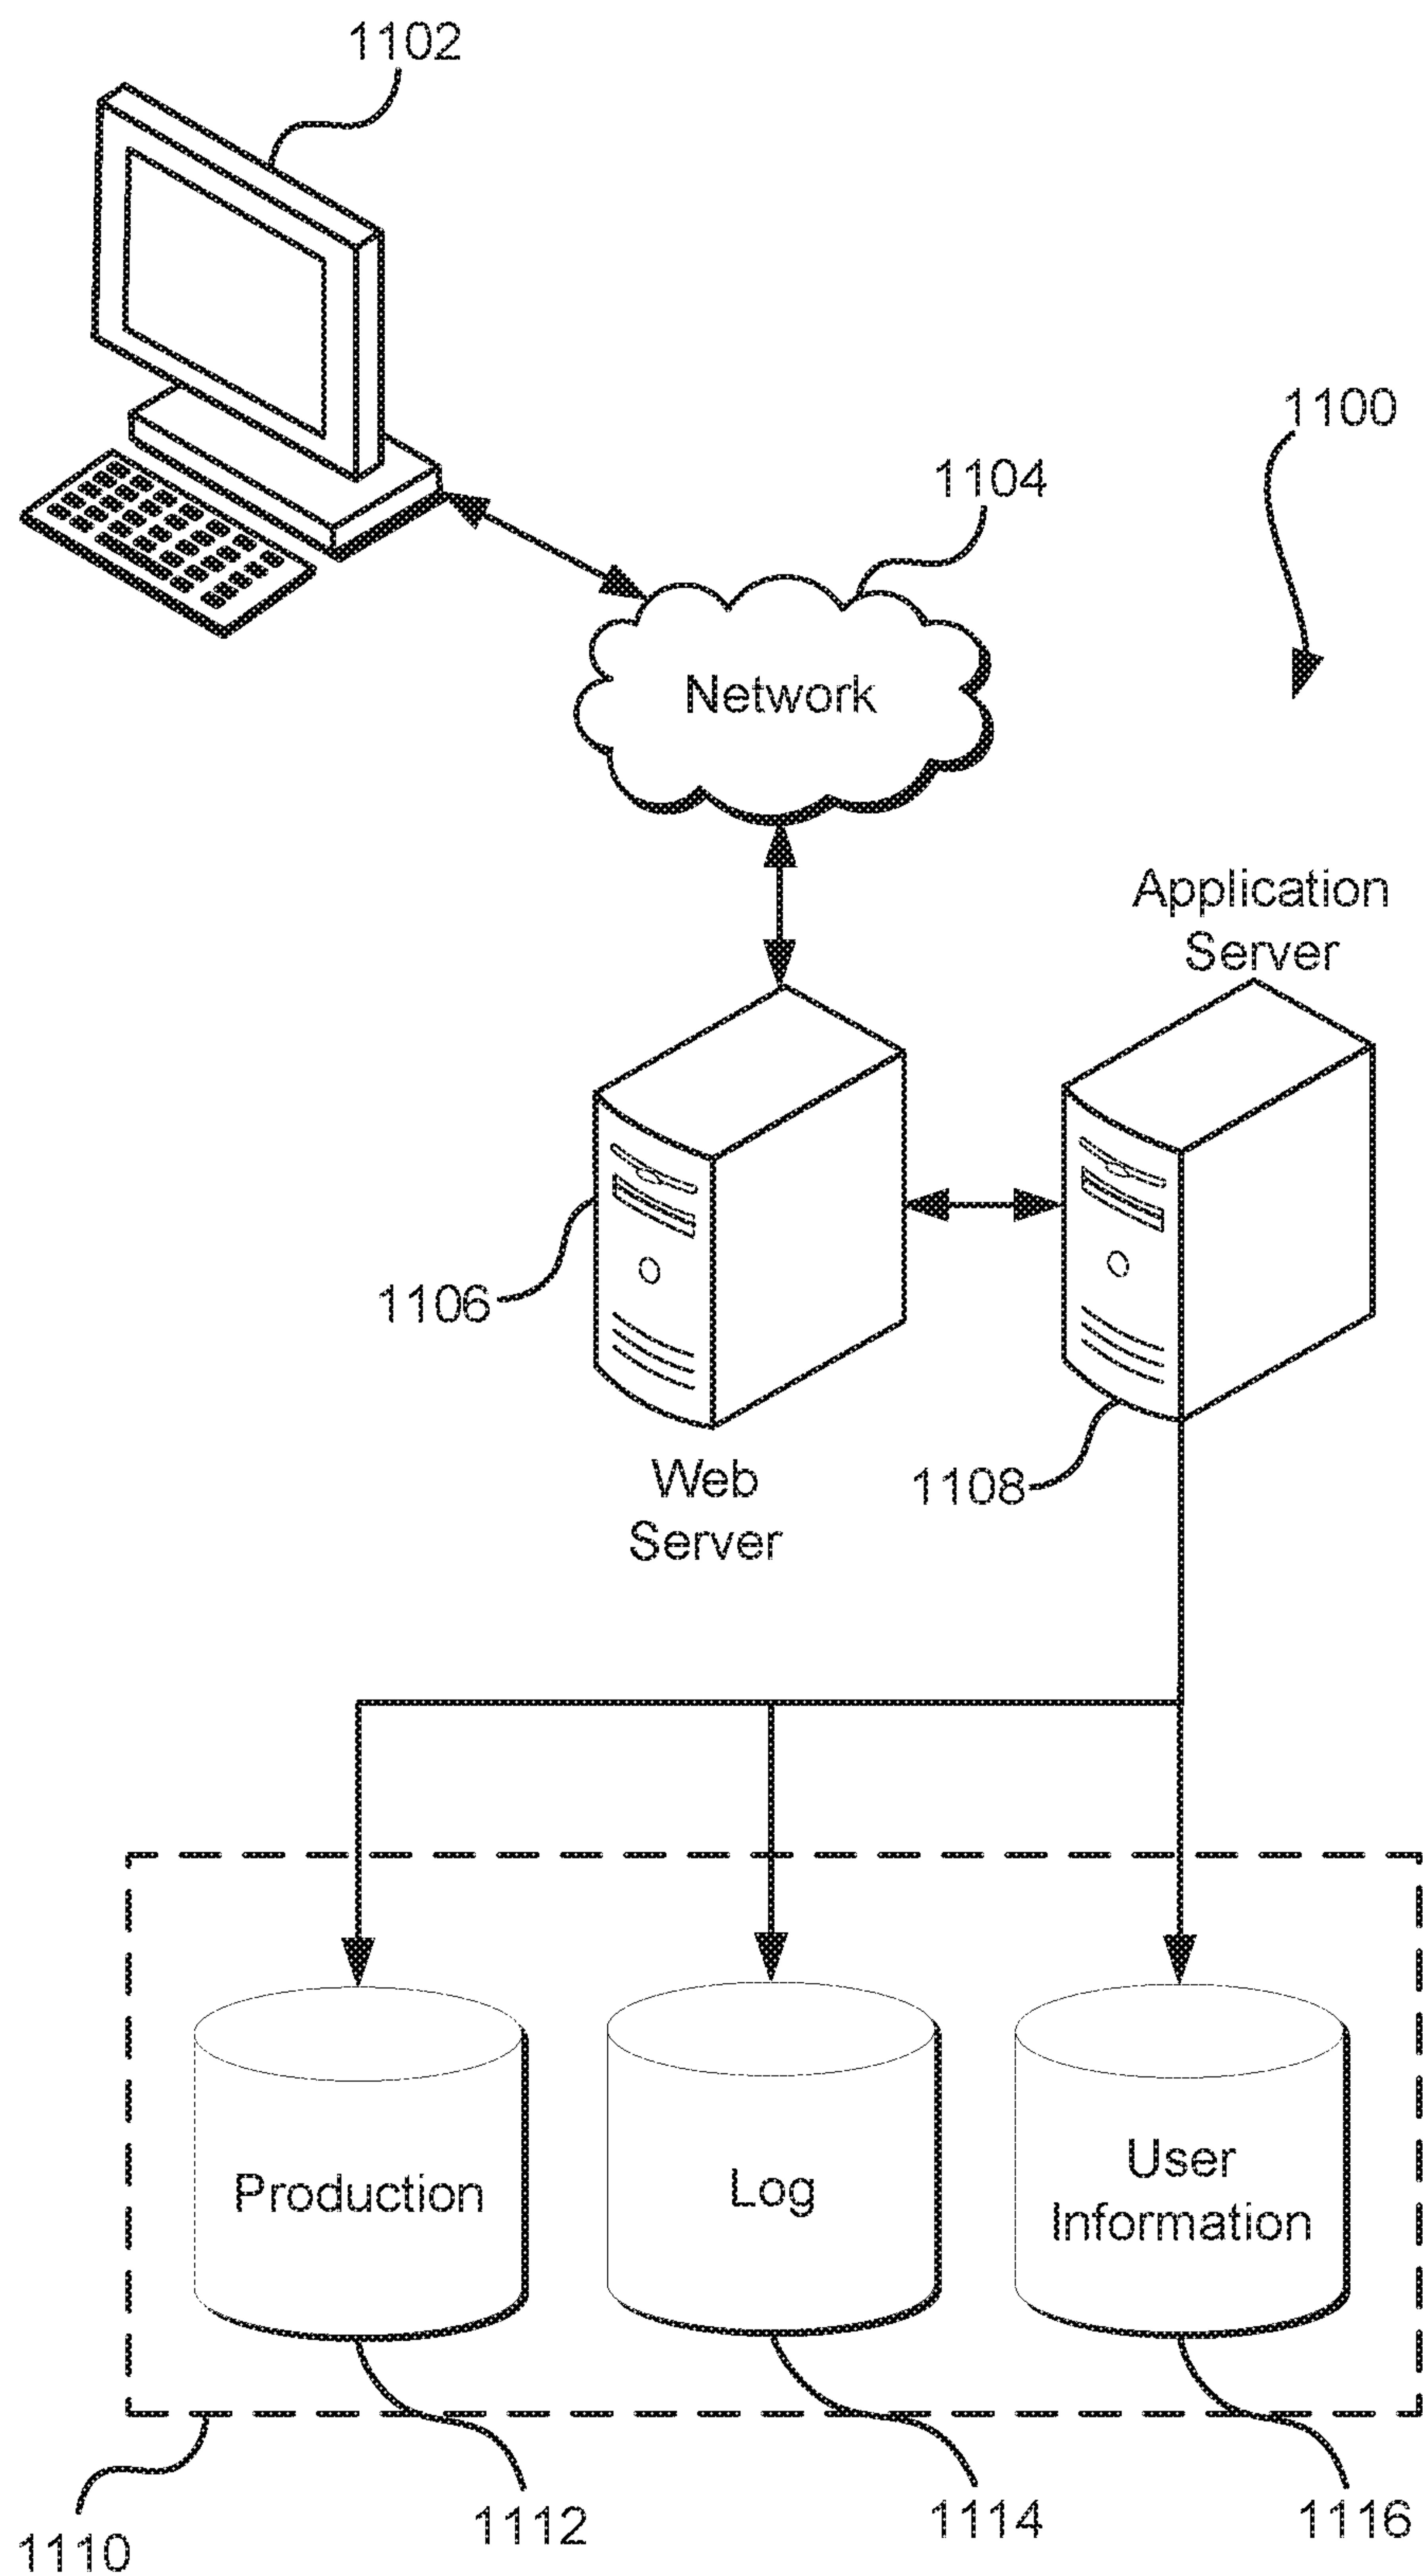 1102
1100
1104
Network
Application
Server
1106
Web
Server
1108
Production
Log
User
Information
1110
1112
1114
1116